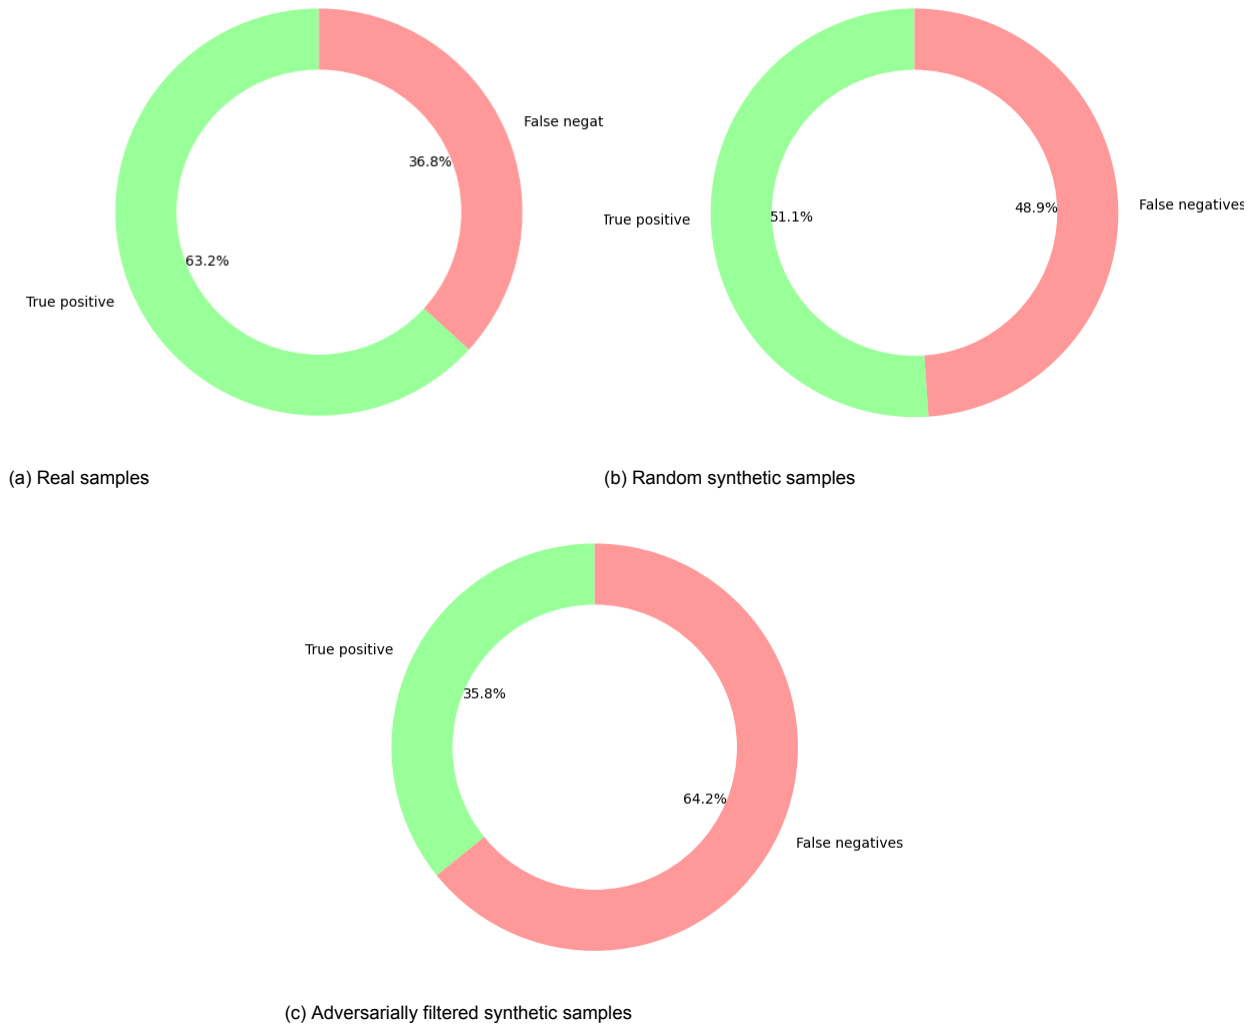 False negat
36.8%
63.2%
True positive
(a) Real samples
False negatives
48.9%
51.1%
True positive
(b) Random synthetic samples
True positive
35.8%
64.2%
False negatives
(c) Adversarially filtered synthetic samples